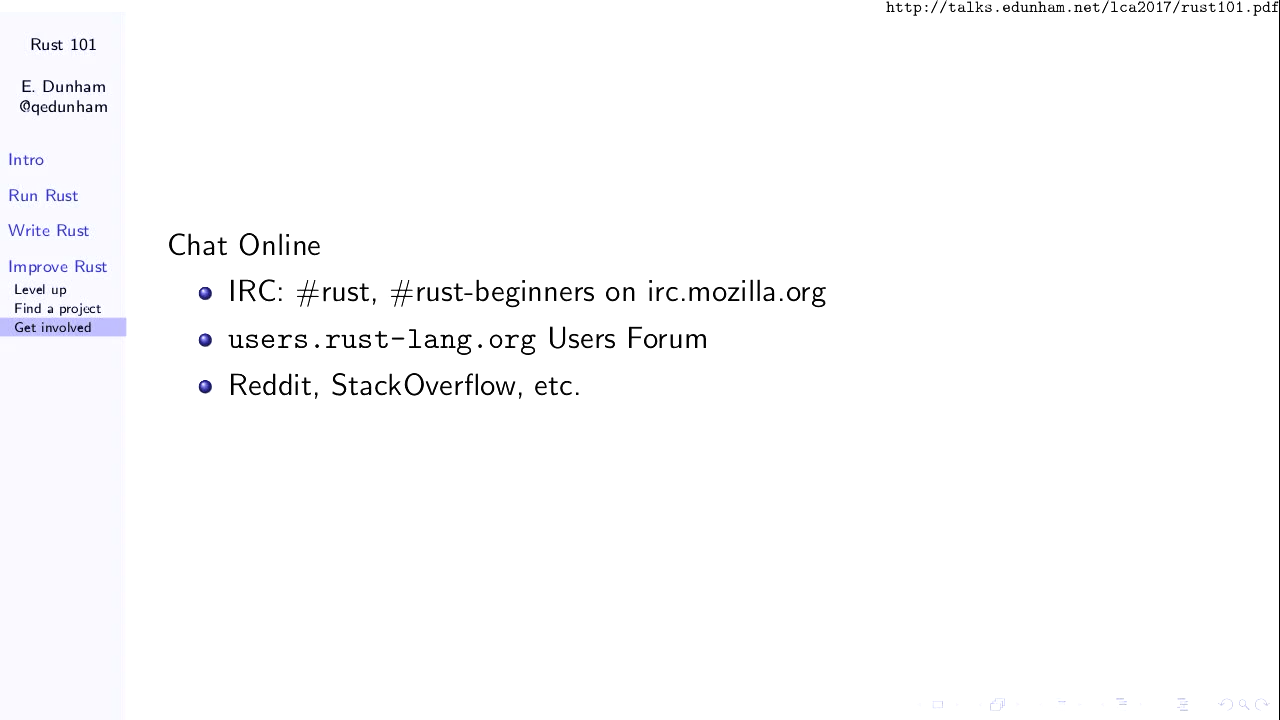 http://talks.edunham.net/lca2017/rust101.pdf
Rust 101
E. Dunham
@qedunham
Intro
Run Rust
Write Rust
Improve Rust
Level up
Find a project
Get involved
Chat Online
IRC: #rust, #rust-beginners on irc.mozilla.org
users.rust-lang.org Users Forum
Reddit, StackOverflow, etc.